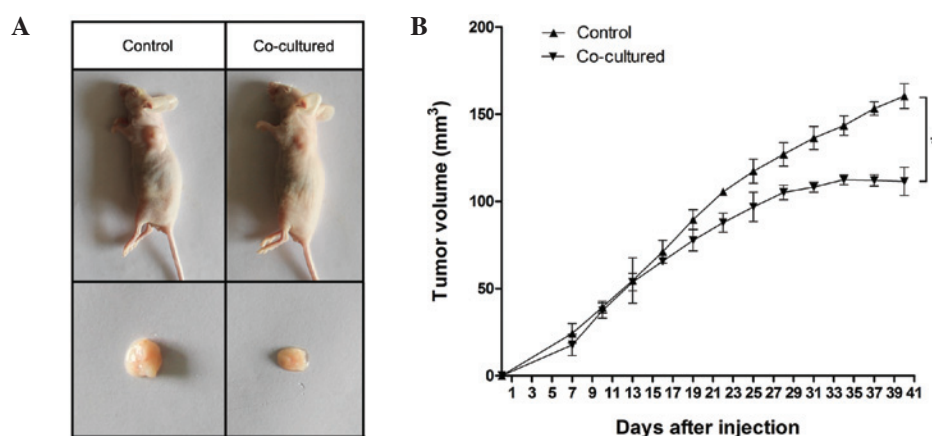 A
Control
Co-cultured
B
Control
Co-cultured
Tumor volume (mm³)
200
150
100
50
0
1 3 5 7 9 11 13 15 17 19 21 23 25 27 29 31 33 35 37 39 41
Days after injection